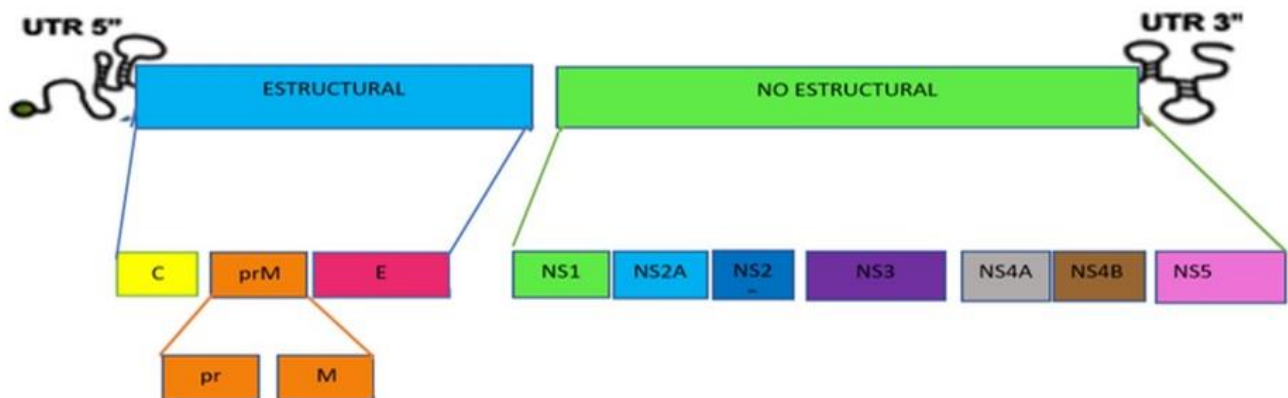 UTR 5"
UTR 3"
ESTRUCTURAL
NO ESTRUCTURAL
C
prM
E
NS1
NS2A
NS2
NS3
NS4A
NS4B
NS5
pr
M